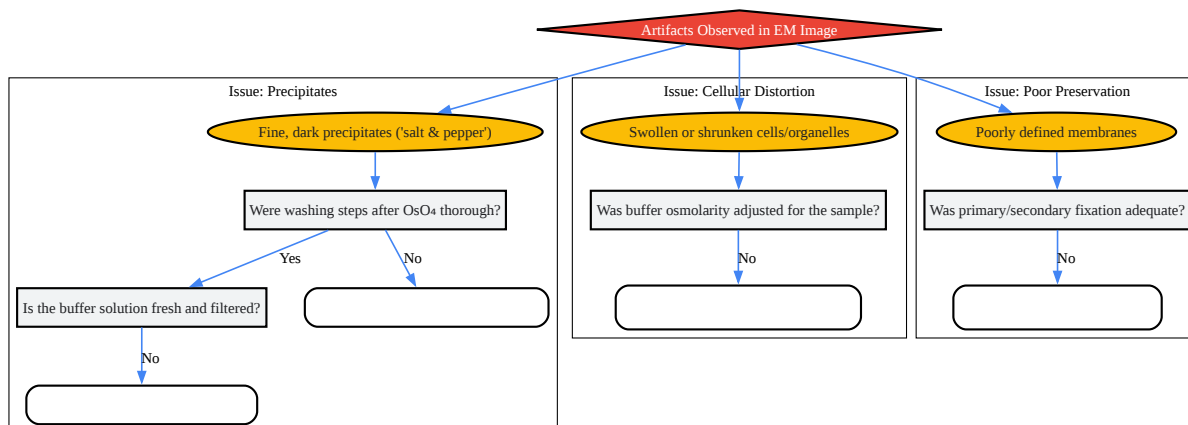 Artifacts Observed in EM Image
Issue: Precipitates
Issue: Cellular Distortion
Issue: Poor Preservation
Fine, dark precipitates ('salt & pepper')
Swollen or shrunken cells/organelles
Poorly defined membranes
Were washing steps after OsO₄ thorough?
Was buffer osmolarity adjusted for the sample?
Was primary/secondary fixation adequate?
Yes
No
No
No
Is the buffer solution fresh and filtered?
No